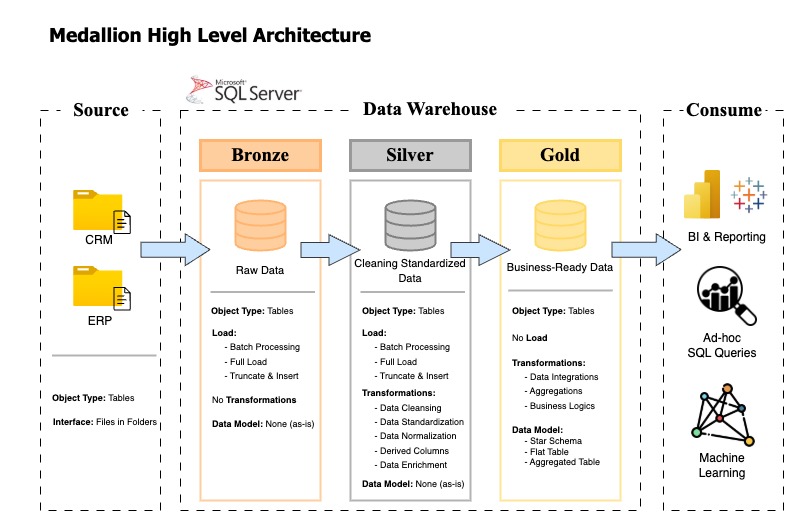 Medallion High Level Architecture
Microsoft®
SQL Server®
Source
Data Warehouse
Consume
CRM
ERP
Object Type: Tables
Interface: Files in Folders
Bronze
Raw Data
Object Type: Tables
Load:
- Batch Processing
- Full Load
- Truncate & Insert
No Transformations
Data Model: None (as-is)
Silver
Cleaning Standardized
Data
Object Type: Tables
Load:
- Batch Processing
- Full Load
- Truncate & Insert
Transformations:
- Data Cleansing
- Data Standardization
- Data Normalization
- Derived Columns
- Data Enrichment
Data Model: None (as-is)
Gold
Business-Ready Data
Object Type: Tables
No Load
Transformations:
- Data Integrations
- Aggregations
- Business Logics
Data Model:
- Star Schema
- Flat Table
- Aggregated Table
BI & Reporting
Ad-hoc
SQL Queries
Machine
Learning